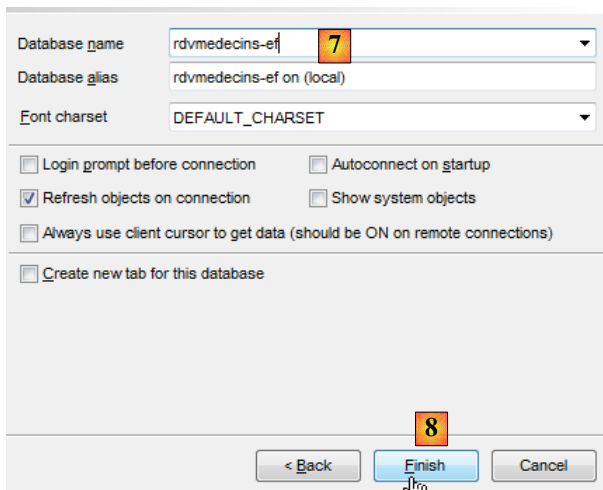 Database name rdvmedecins-ef 7
Database alias rdvmedecins-ef on (local)
Font charset DEFAULT_CHARSET
Login prompt before connection Autoconnect on startup
Refresh objects on connection Show system objects
Always use client cursor to get data (should be ON on remote connections)
Create new tab for this database
8
< Back Finish Cancel